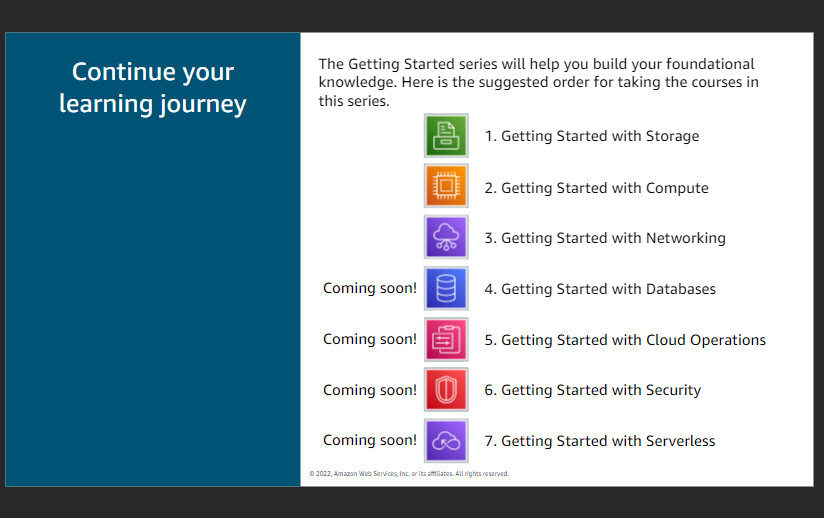 Continue your
learning journey
The Getting Started series will help you build your foundational
knowledge. Here is the suggested order for taking the courses in
this series.
1. Getting Started with Storage
2. Getting Started with Compute
3. Getting Started with Networking
Coming soon! 4. Getting Started with Databases
Coming soon! 5. Getting Started with Cloud Operations
Coming soon! 6. Getting Started with Security
Coming soon! 7. Getting Started with Serverless
© 2022, Amazon Web Services, Inc. or its affiliates. All rights reserved.